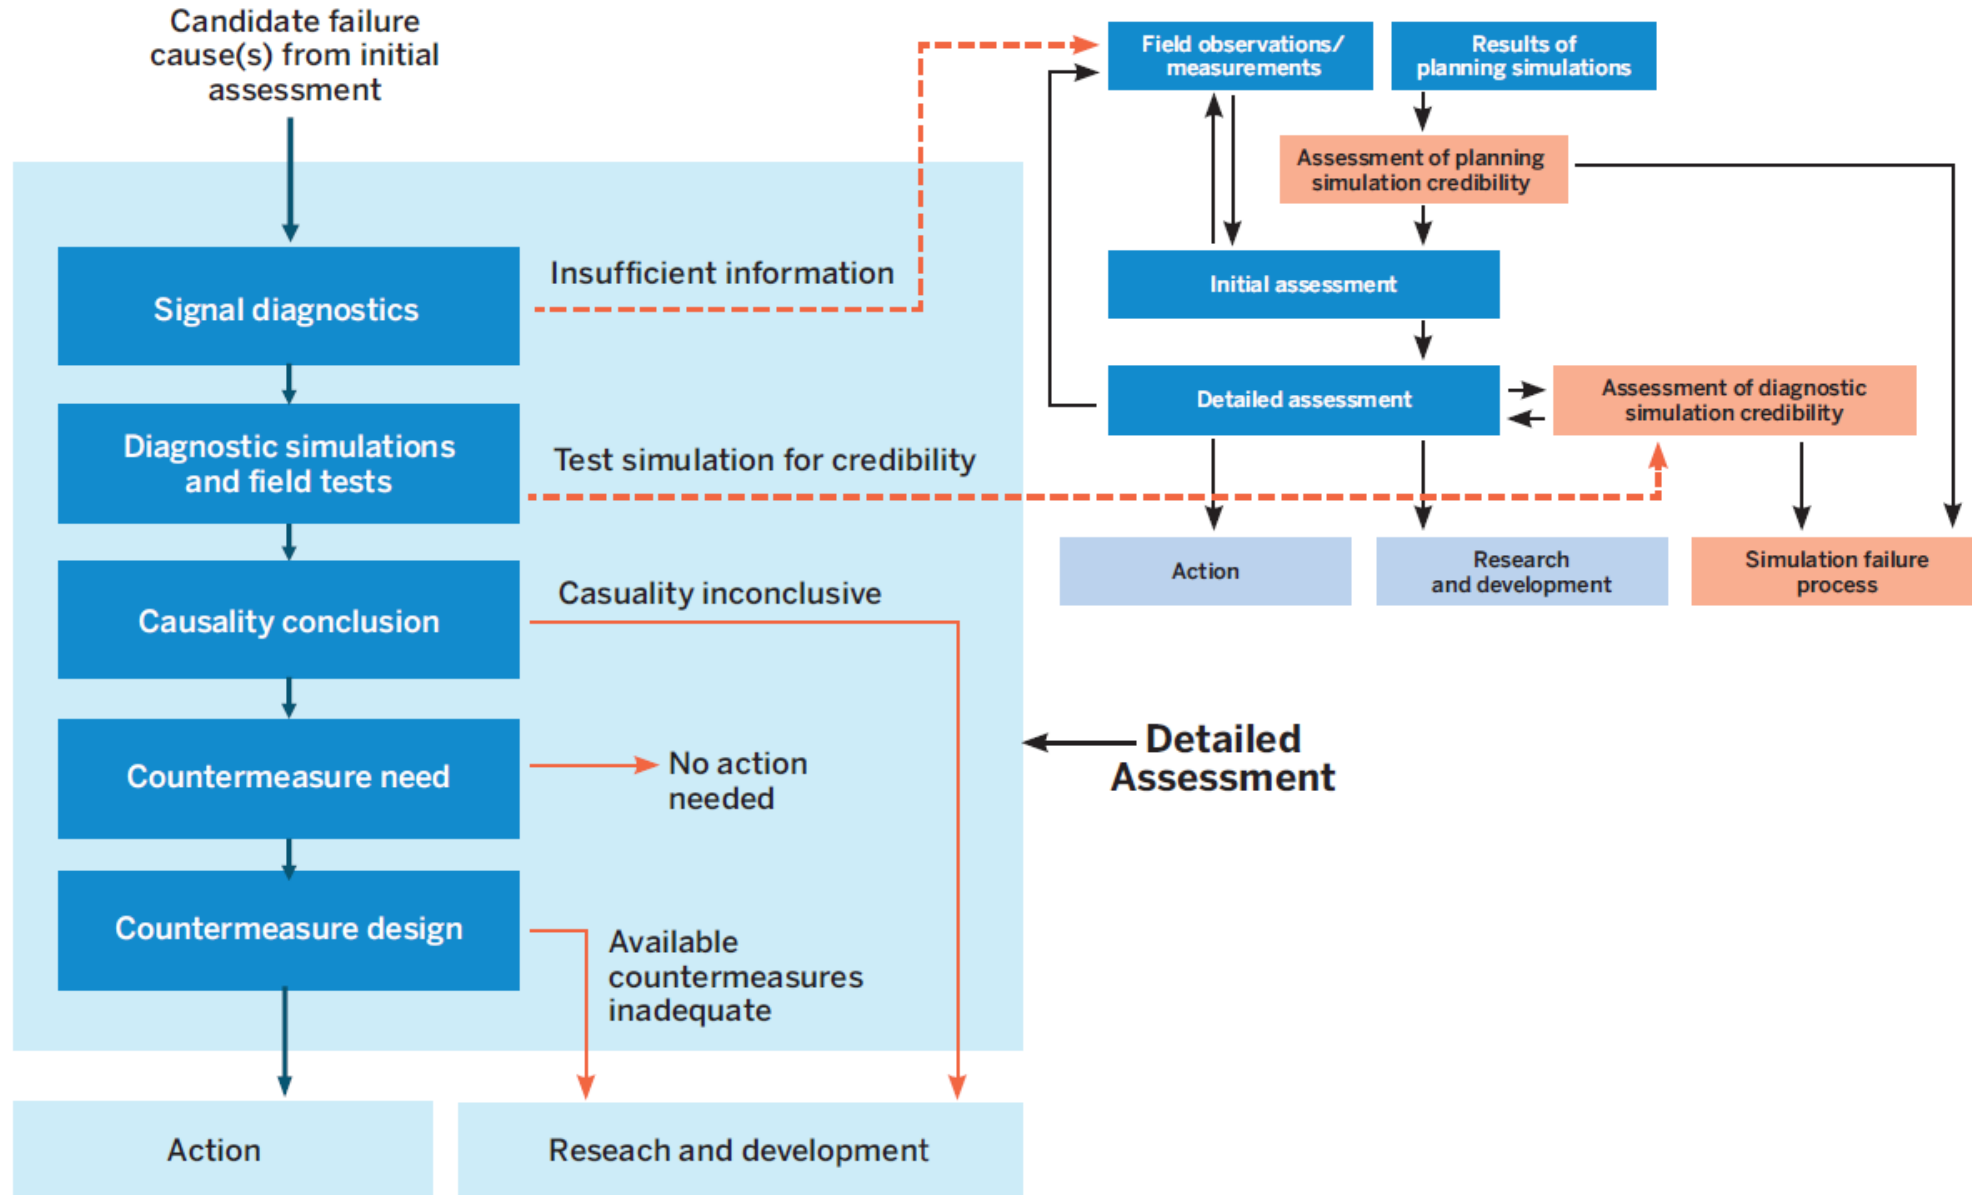 Candidate failure
cause(s) from initial
assessment
Signal diagnostics
Insufficient information
Diagnostic simulations
and field tests
Test simulation for credibility
Causality conclusion
Casuality inconclusive
Countermeasure need
No action
needed
Countermeasure design
Available
countermeasures
inadequate
Action
Reseach and development
Field observations/
measurements
Results of
planning simulations
Assessment of planning
simulation credibility
Initial assessment
Detailed assessment
Assessment of diagnostic
simulation credibility
Action
Research
and development
Simulation failure
process
Detailed
Assessment